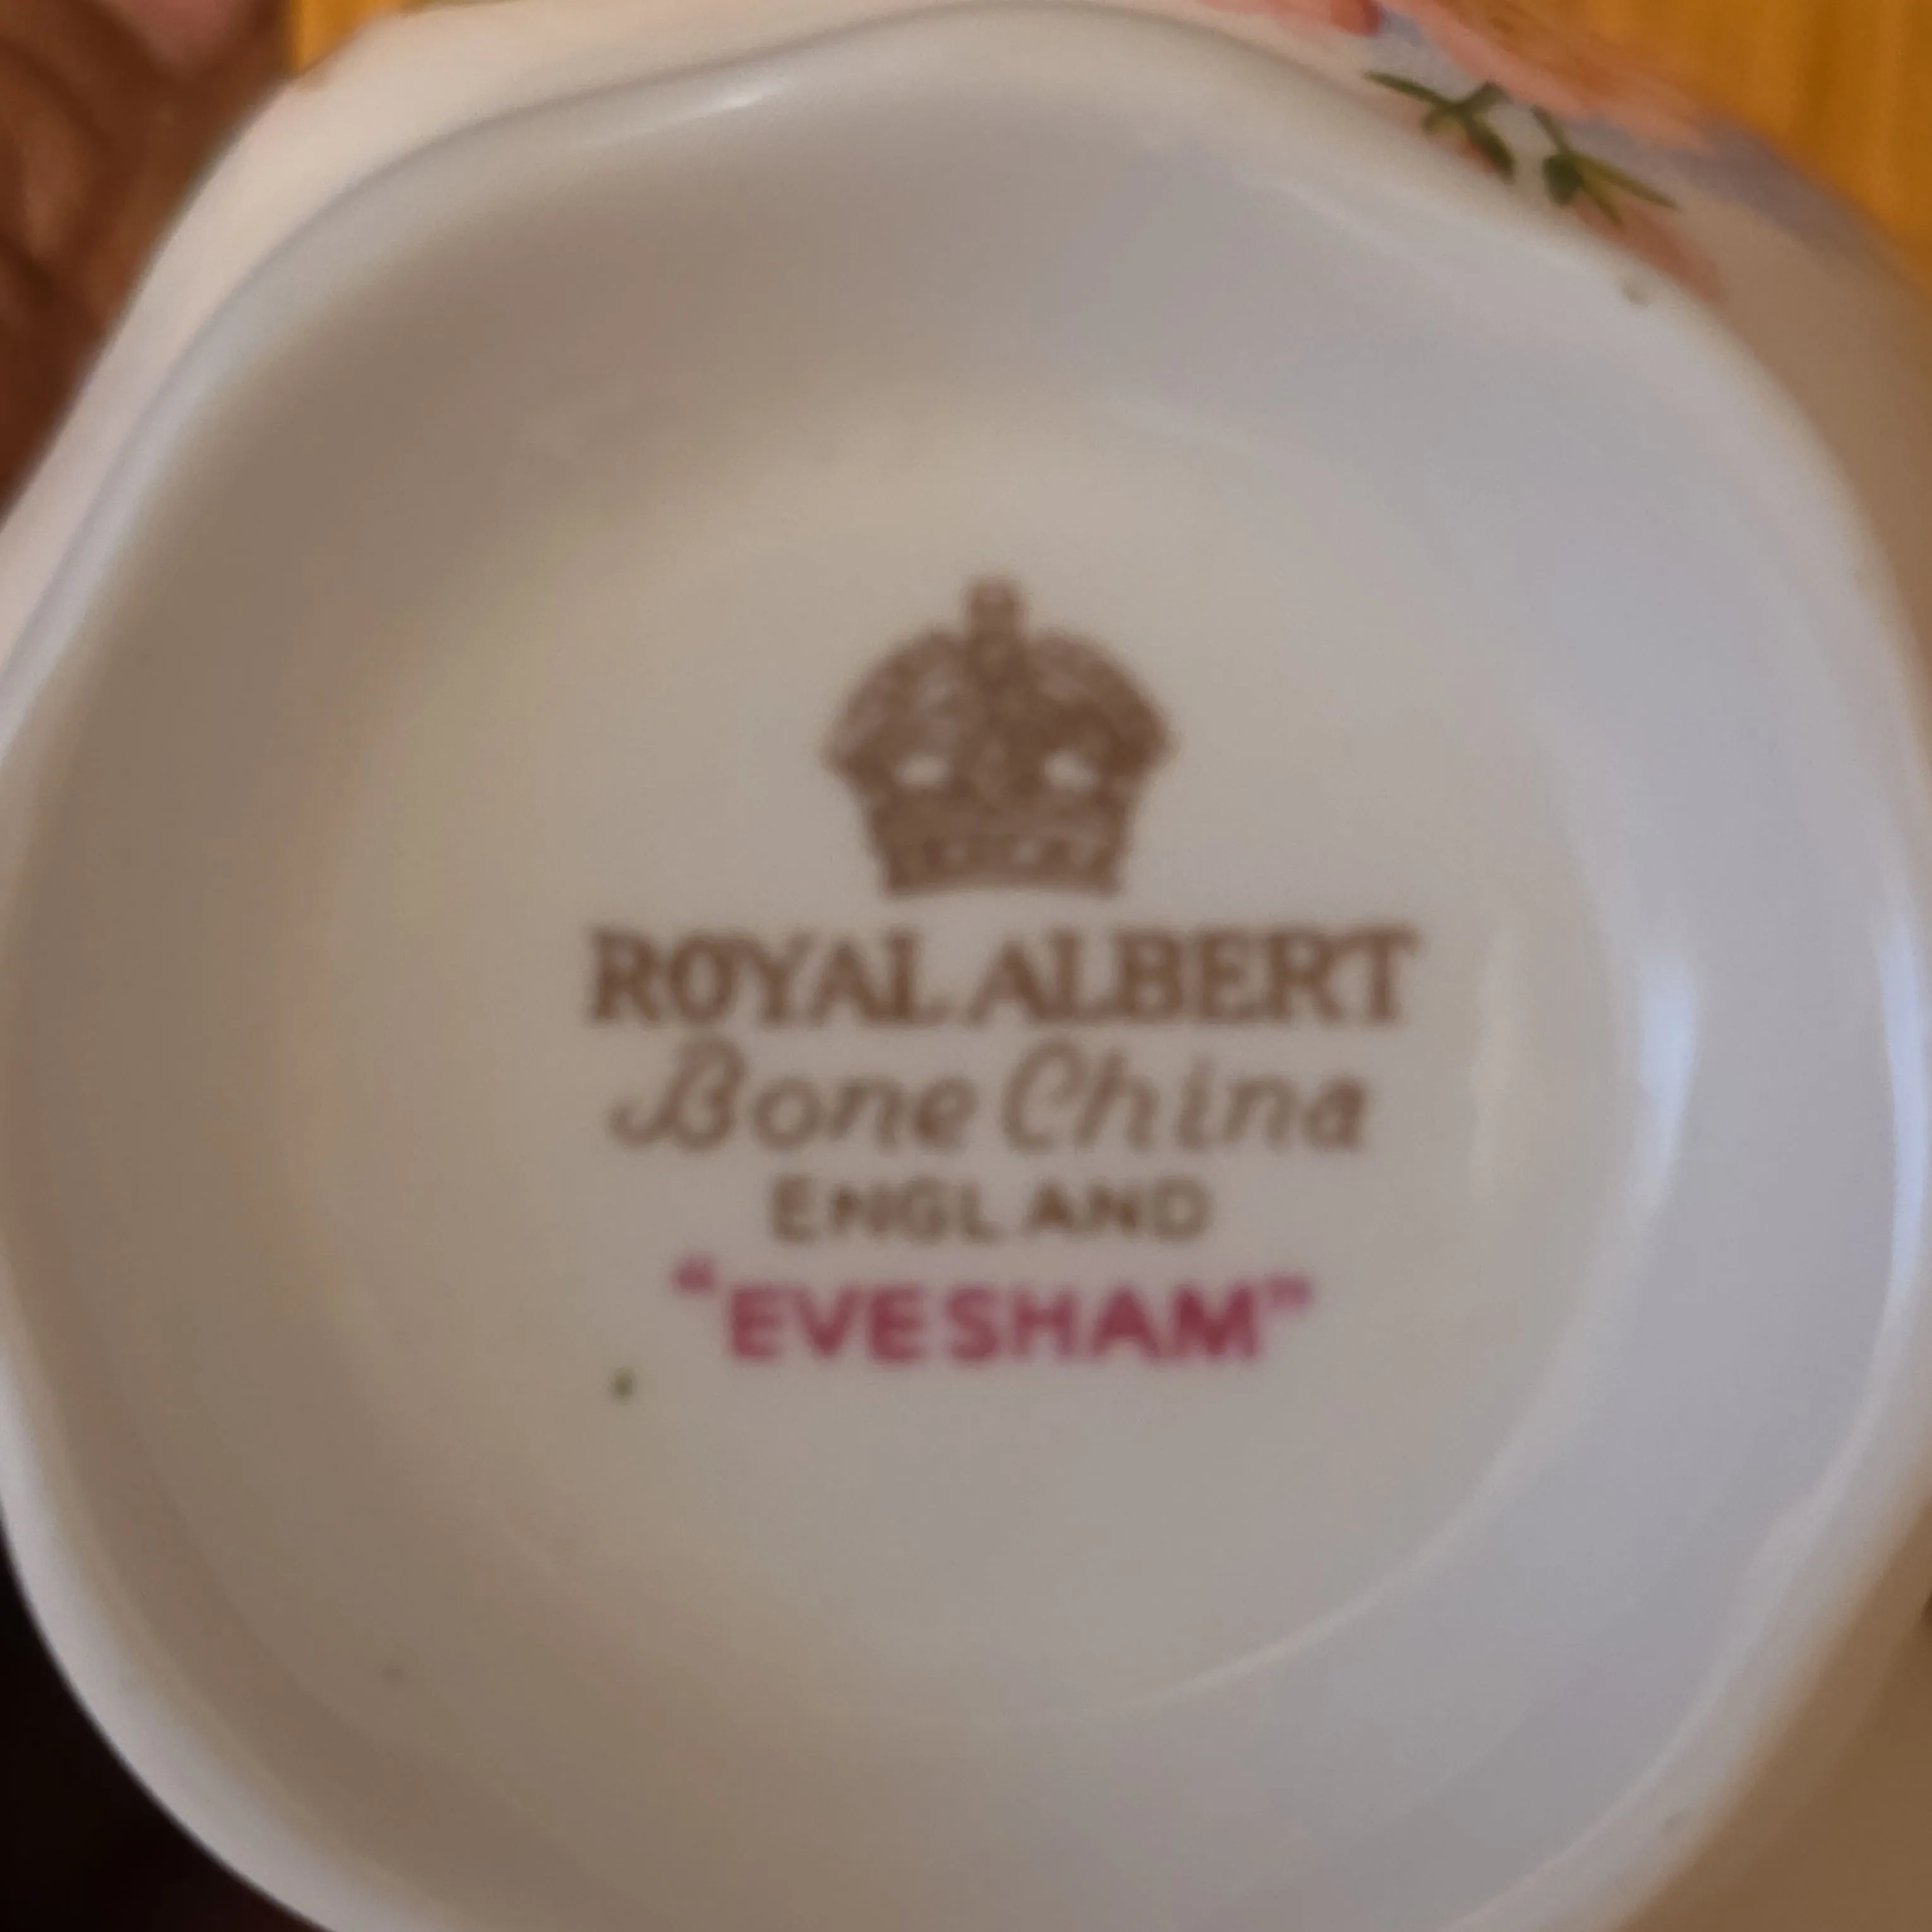 ROYAL ALBERT
Bone China
ENGLAND
"EVESHAM"